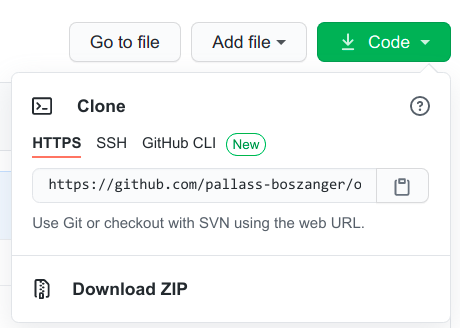 Go to file
Add file
Code
Clone
HTTPS SSH GitHub CLI New
https://github.com/pallass-boszanger/o
Use Git or checkout with SVN using the web URL.
Download ZIP